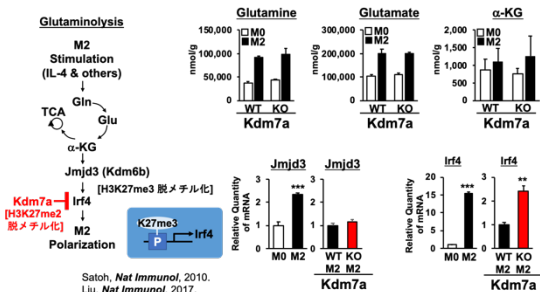 Glutaminolysis
M2
Stimulation
(IL-4 & others)
Gln
TCA
Glu
α-KG
Jmjd3 (Kdm6b)
[H3K27me3 脱メチル化]
Kdm7a
Irf4
[H3K27me2
脱メチル化]
M2
Polarization
K27me3
P
Irf4
Satoh, Nat Immunol, 2010.
Liu, Nat Immunol, 2017.
Glutamine
nmol/g
150,000
100,000
50,000
0
M0
M2
WT KO
Kdm7a
Glutamate
nmol/g
300,000
200,000
100,000
0
M0
M2
WT KO
Kdm7a
α-KG
nmol/g
2,000
1,500
1,000
500
0
M0
M2
WT KO
Kdm7a
Jmjd3
Relative Quantity
of mRNA
3
2
1
0
***
M0 M2
Jmjd3
3
2
1
0
WT KO
M2 M2
Kdm7a
Irf4
Relative Quantity
of mRNA
20
15
10
5
0
***
M0 M2
Irf4
3
2
1
0
**
WT KO
M2 M2
Kdm7a